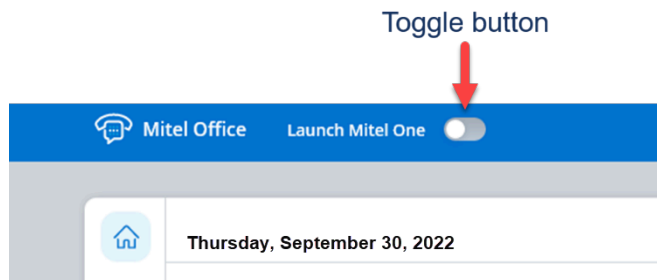 Toggle button
Mitel Office Launch Mitel One
Thursday, September 30, 2022